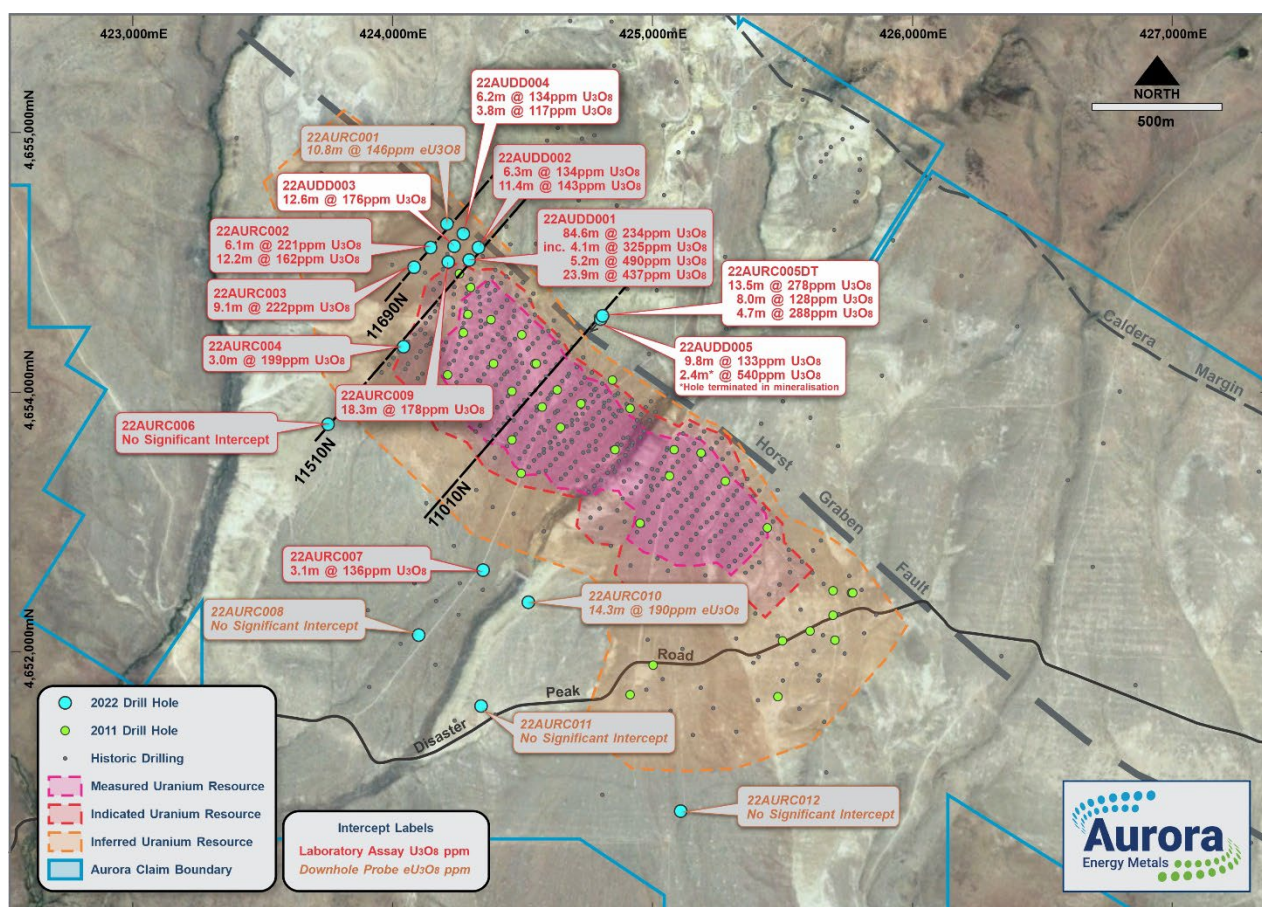 423,000mE
424,000mE
425,000mE
426,000mE
427,000mE
4,655,000mN
4,654,000mN
4,652,000mN
NORTH
500m
22AUDD004
6.2m @ 134ppm U₃O₈
3.8m @ 117ppm U₃O₈
22AURC001
10.8m @ 146ppm eU3O8
22AUDD002
6.3m @ 134ppm U₃O₈
11.4m @ 143ppm U₃O₈
22AUDD003
12.6m @ 176ppm U₃O₈
22AUDD001
84.6m @ 234ppm U₃O₈
inc. 4.1m @ 325ppm U₃O₈
5.2m @ 490ppm U₃O₈
23.9m @ 437ppm U₃O₈
22AURC002
6.1m @ 221ppm U₃O₈
12.2m @ 162ppm U₃O₈
22AURC003
9.1m @ 222ppm U₃O₈
22AURC005DT
13.5m @ 278ppm U₃O₈
8.0m @ 128ppm U₃O₈
4.7m @ 288ppm U₃O₈
22AURC004
3.0m @ 199ppm U₃O₈
22AUDD005
9.8m @ 133ppm U₃O₈
2.4m* @ 540ppm U₃O₈
*Hole terminated in mineralisation
22AURC009
18.3m @ 178ppm U₃O₈
22AURC006
No Significant Intercept
11690N
11510N
11010N
Caldera
Margin
Horst
Graben
Fault
22AURC007
3.1m @ 136ppm U₃O₈
22AURC010
14.3m @ 190ppm eU₃O₈
22AURC008
No Significant Intercept
22AURC011
No Significant Intercept
22AURC012
No Significant Intercept
Disaster
Peak
Road
2022 Drill Hole
2011 Drill Hole
Historic Drilling
Measured Uranium Resource
Indicated Uranium Resource
Inferred Uranium Resource
Aurora Claim Boundary
Intercept Labels
Laboratory Assay U₃O₈ ppm
Downhole Probe eU₃O₈ ppm
Aurora
Energy Metals